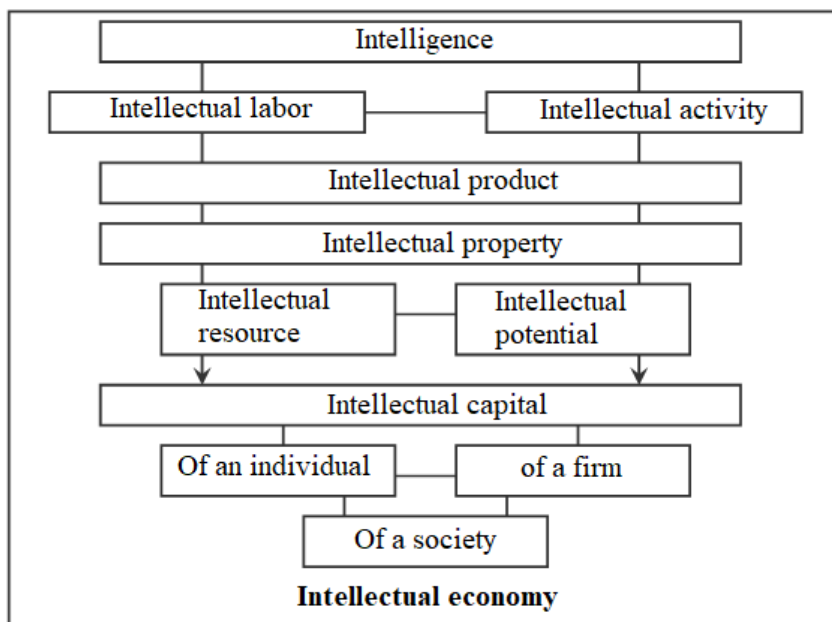 Intelligence
Intellectual labor
Intellectual activity
Intellectual product
Intellectual property
Intellectual
resource
Intellectual
potential
Intellectual capital
Of an individual
of a firm
Of a society
Intellectual economy